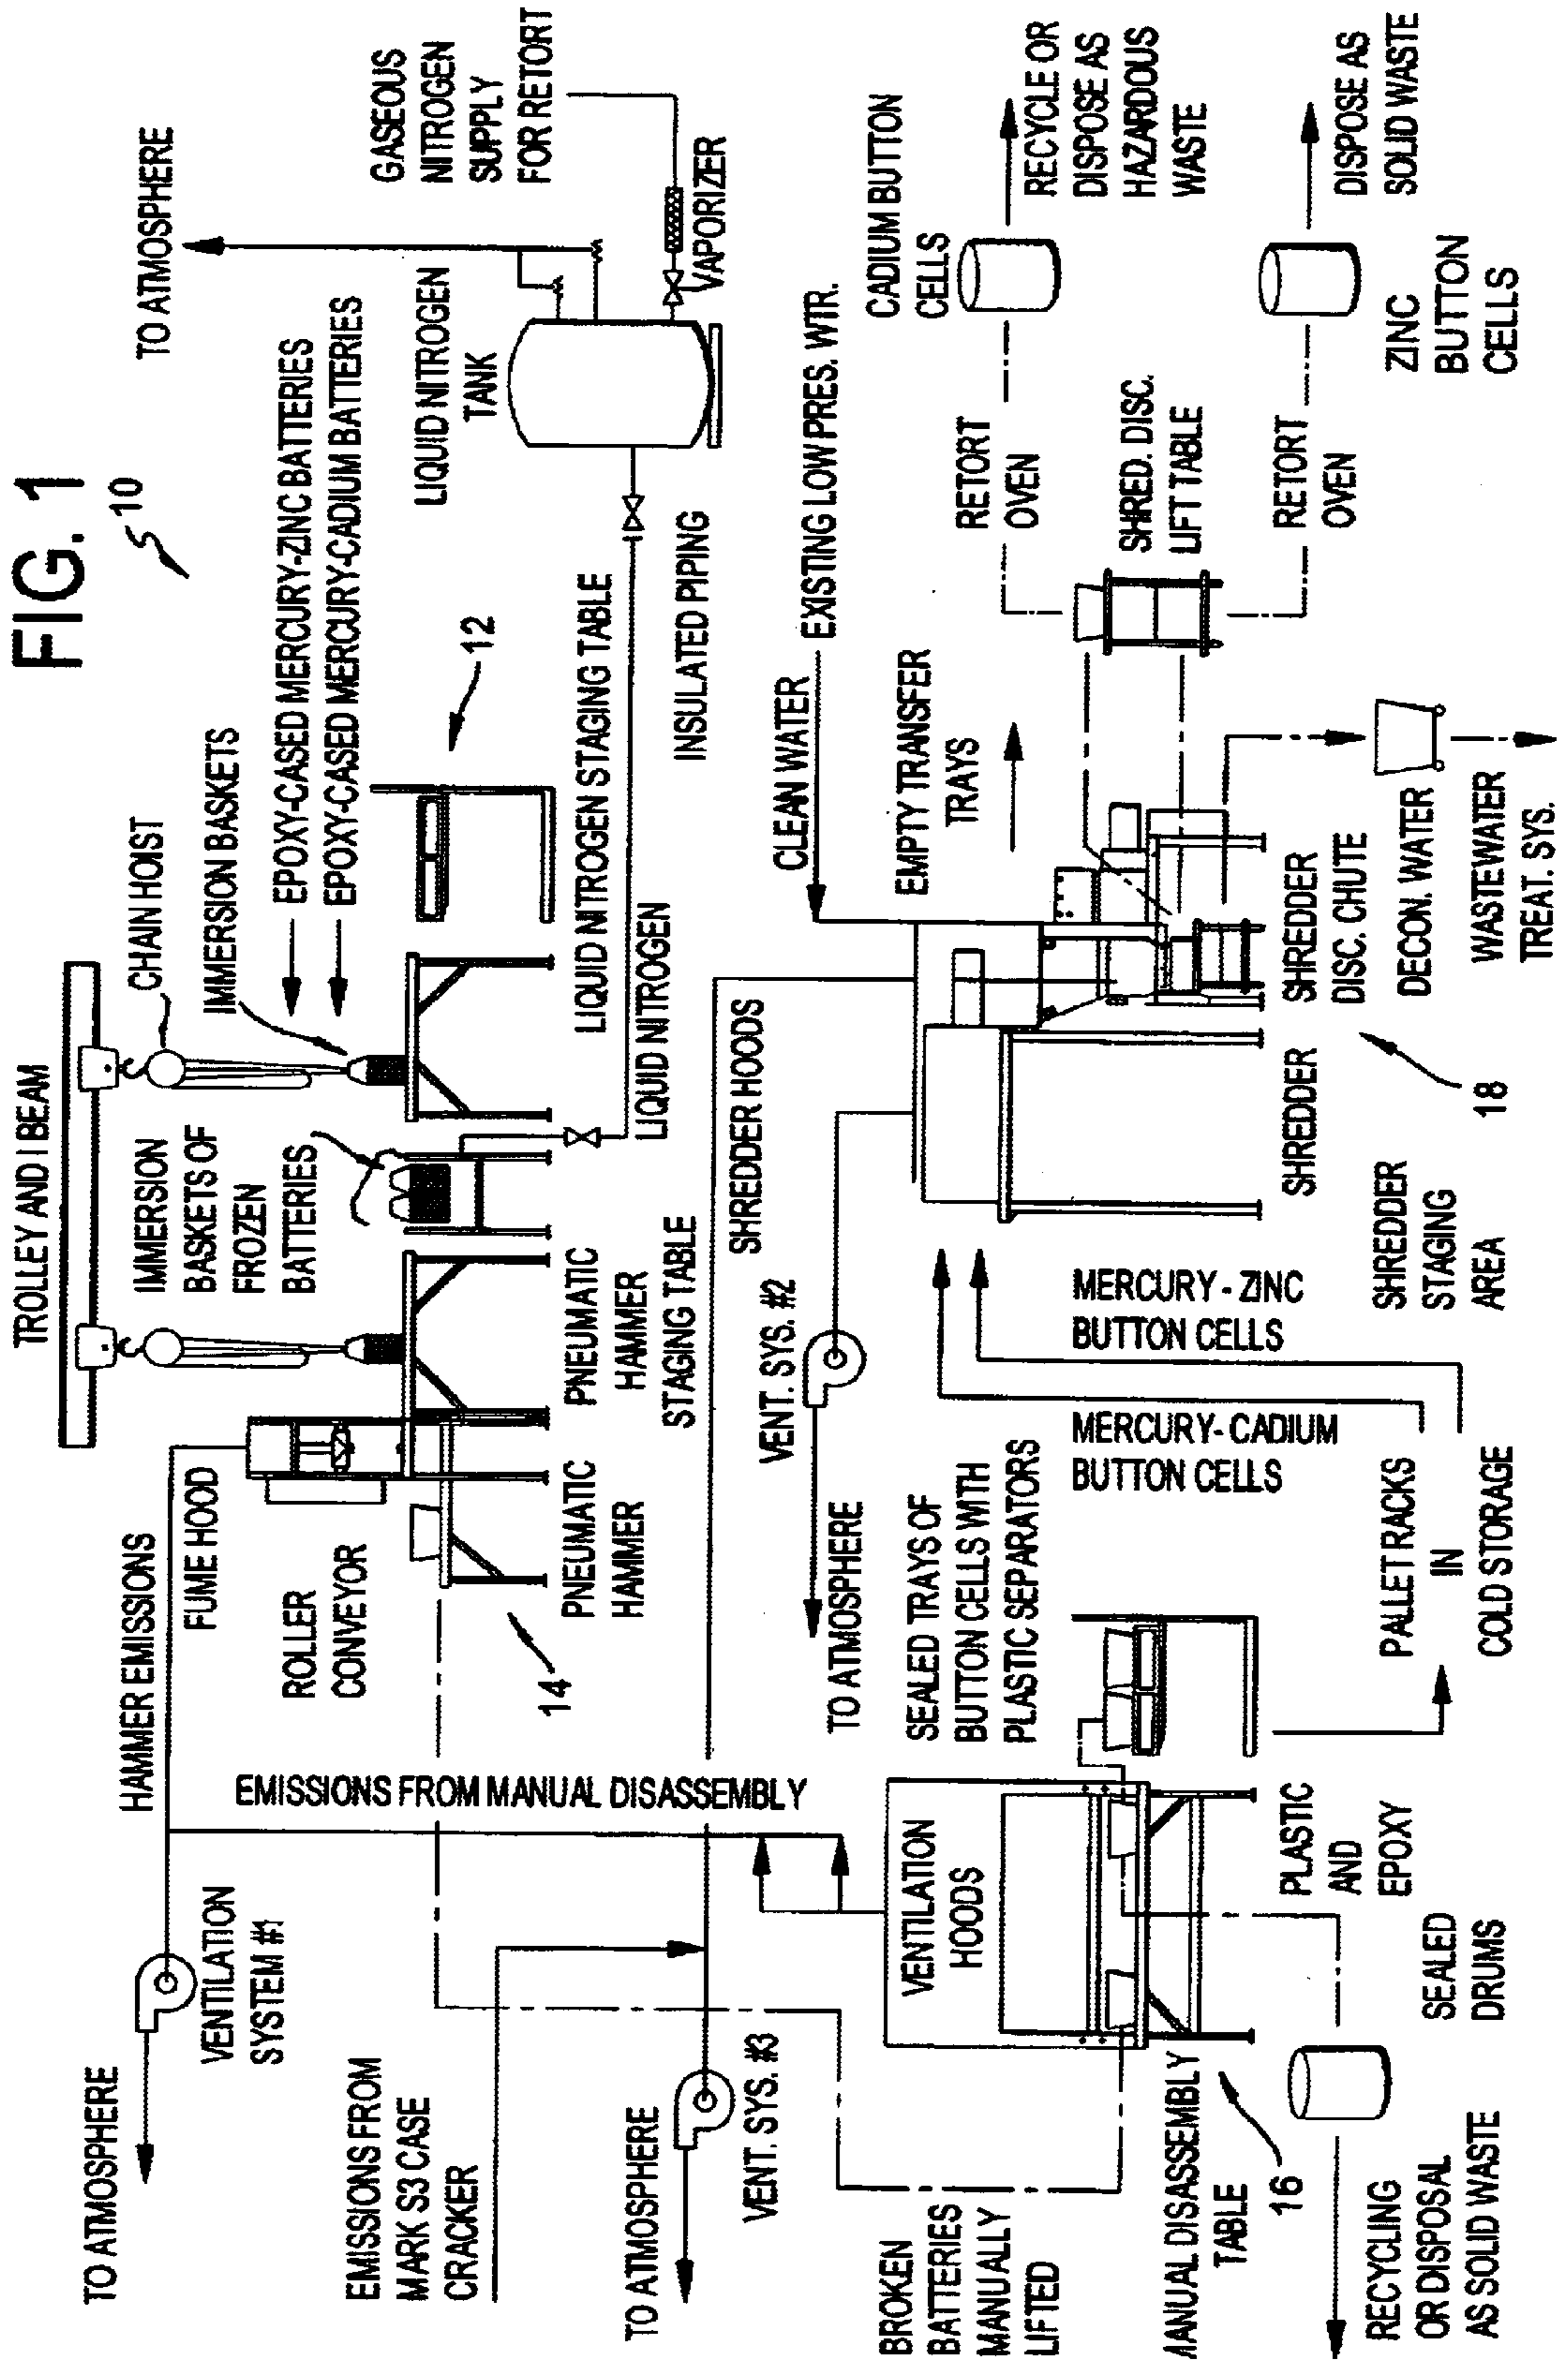 FIG. 1
10
TO ATMOSPHERE
GASEOUS
NITROGEN
SUPPLY
FOR RETORT
VAPORIZER
LIQUID NITROGEN
TANK
EPOXY-CASED MERCURY-ZINC BATTERIES
EPOXY-CASED MERCURY-CADIUM BATTERIES
12
IMMERSION BASKETS
CHAIN HOIST
TROLLEY AND I BEAM
IMMERSION
BASKETS OF
FROZEN
BATTERIES
LIQUID NITROGEN STAGING TABLE
INSULATED PIPING
LIQUID NITROGEN
PNEUMATIC
HAMMER
STAGING TABLE
PNEUMATIC
HAMMER
HAMMER EMISSIONS
FUME HOOD
ROLLER
CONVEYOR
14
EMISSIONS FROM MANUAL DISASSEMBLY
VENTILATION
SYSTEM #1
TO ATMOSPHERE
EMISSIONS FROM
MARK S3 CASE
CRACKER
TO ATMOSPHERE
VENT. SYS. #3
SHREDDER HOODS
VENT. SYS. #2
TO ATMOSPHERE
CLEAN WATER
EXISTING LOW PRES. WTR.
EMPTY TRANSFER
TRAYS
CADIUM BUTTON
CELLS
RECYCLE OR
DISPOSE AS
HAZARDOUS
WASTE
RETORT
OVEN
SHRED. DISC.
LIFT TABLE
RETORT
OVEN
ZINC
BUTTON
CELLS
DISPOSE AS
SOLID WASTE
SHREDDER
DISC. CHUTE
DECON. WATER
WASTEWATER
TREAT. SYS.
SHREDDER
18
SHREDDER
STAGING
AREA
MERCURY - ZINC
BUTTON CELLS
MERCURY- CADIUM
BUTTON CELLS
PALLET RACKS
IN
COLD STORAGE
SEALED TRAYS OF
BUTTON CELLS WITH
PLASTIC SEPARATORS
VENTILATION
HOODS
PLASTIC
AND
EPOXY
SEALED
DRUMS
BROKEN
BATTERIES
MANUALLY
LIFTED
MANUAL DISASSEMBLY
TABLE
16
RECYCLING
OR DISPOSAL
AS SOLID WASTE